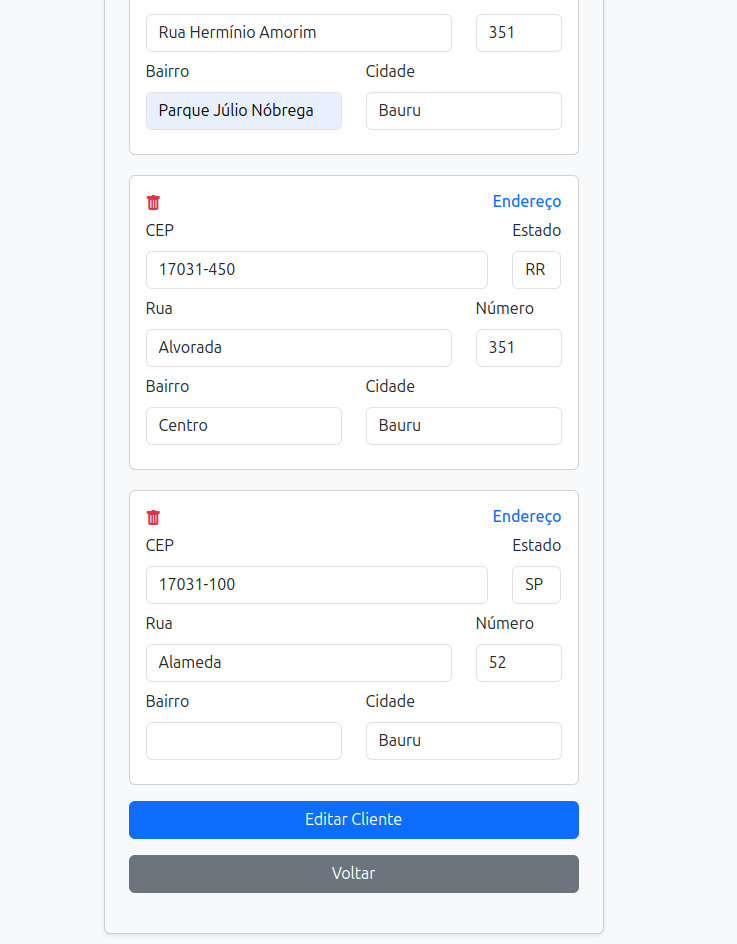 Rua Hermínio Amorim 351
Bairro Cidade
Parque Júlio Nóbrega Bauru
Endereço
CEP Estado
17031-450 RR
Rua Número
Alvorada 351
Bairro Cidade
Centro Bauru
Endereço
CEP Estado
17031-100 SP
Rua Número
Alameda 52
Bairro Cidade
Bauru
Editar Cliente
Voltar